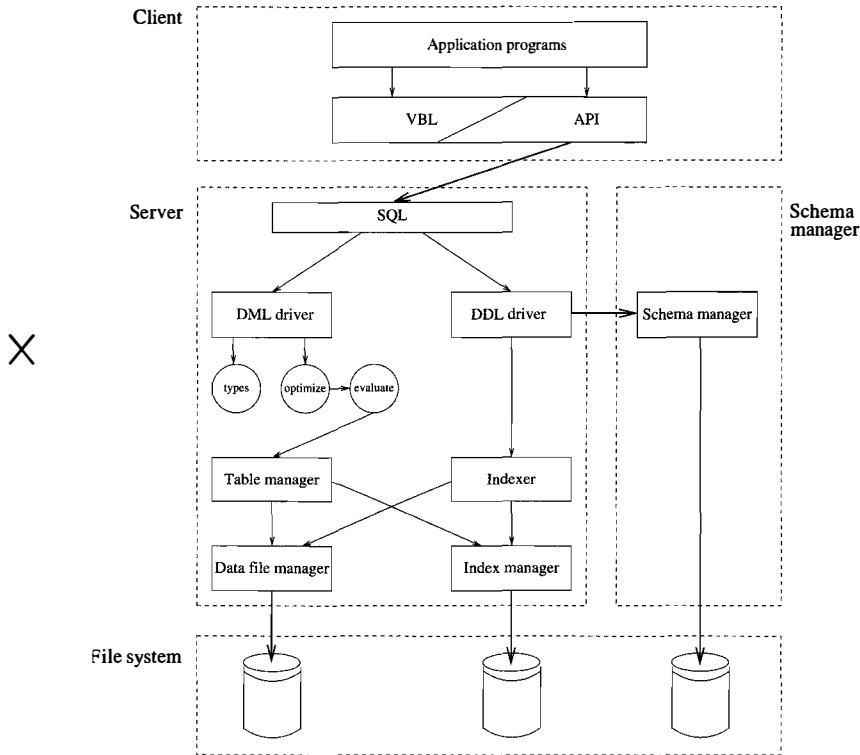 Client
Application programs
VBL
API
Server
SQL
Schema
manager
DML driver
DDL driver
Schema manager
types
optimize
evaluate
Table manager
Indexer
Data file manager
Index manager
File system